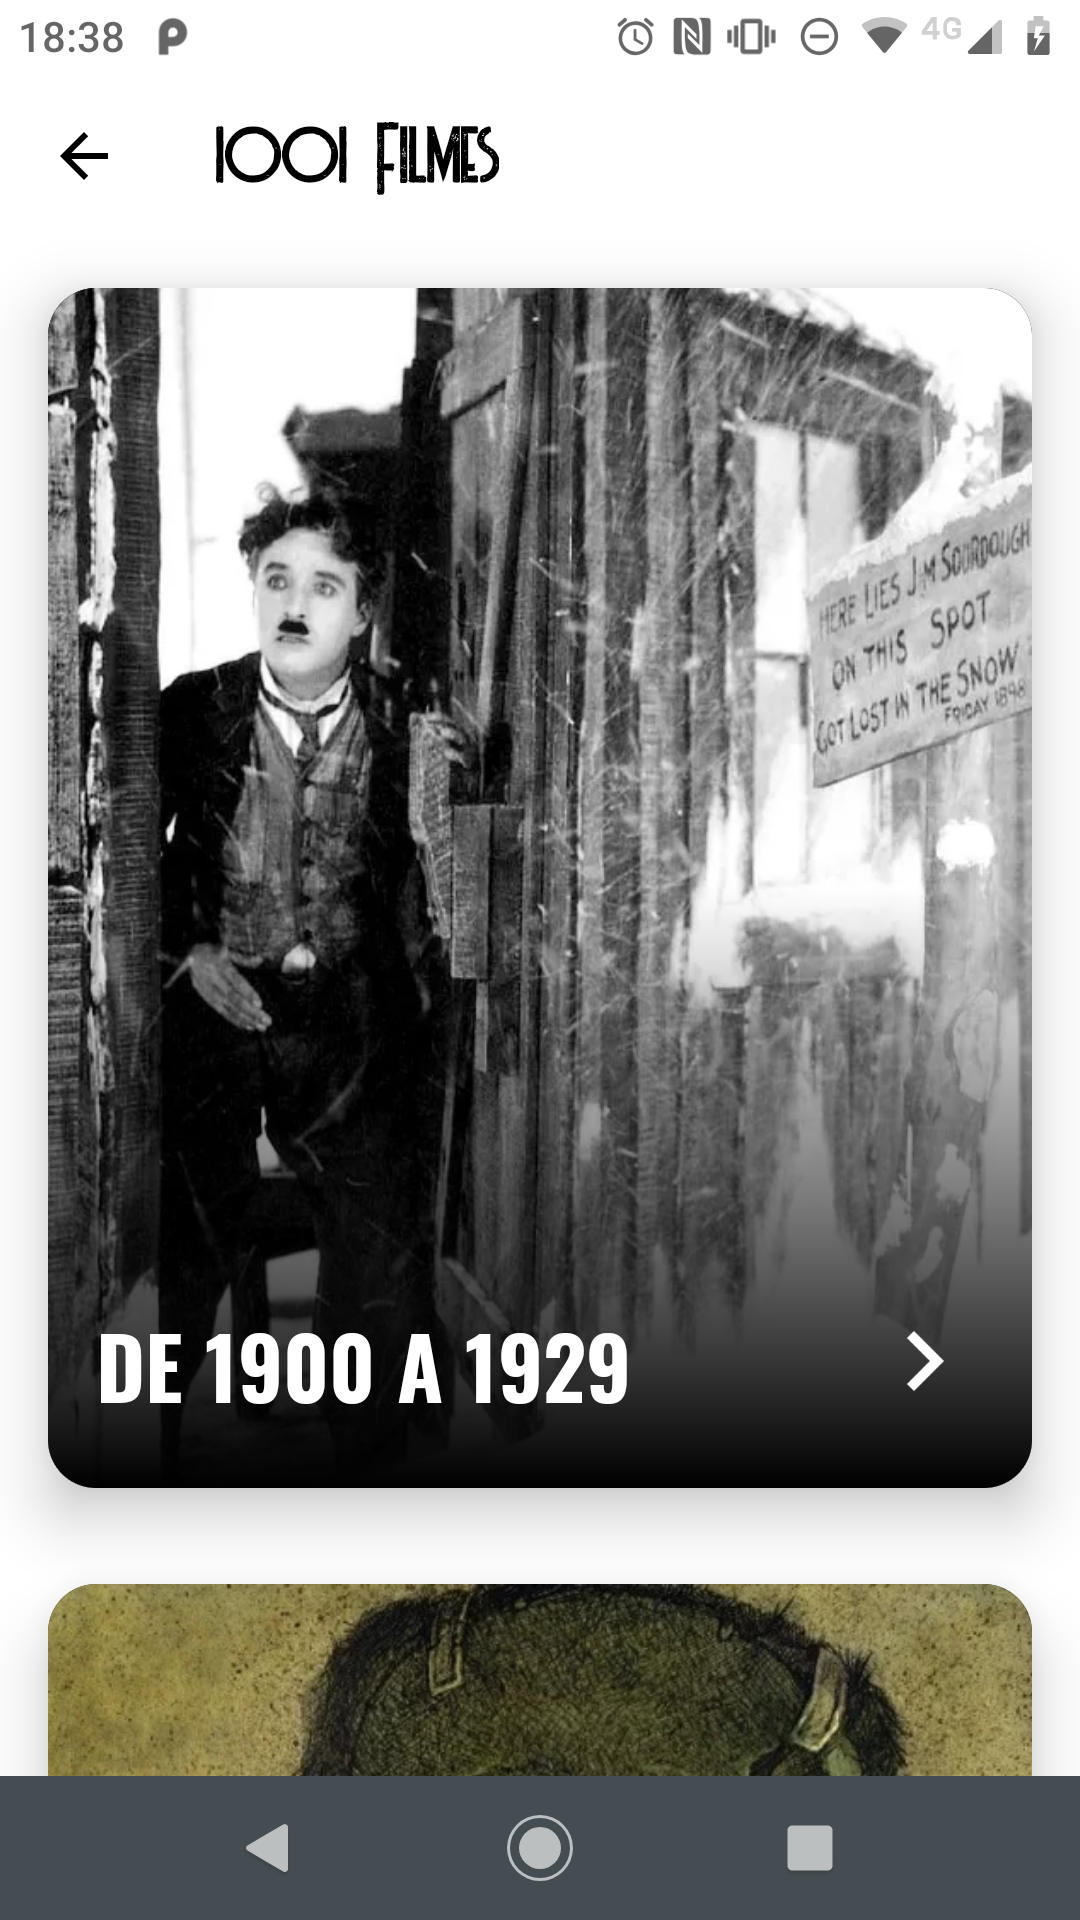 18:38
4G
1001 FILMES
HERE LIES JIM SOURDOUGH
ON THIS SPOT
GOT LOST IN THE SNOW
FRIDAY 1898
DE 1900 A 1929